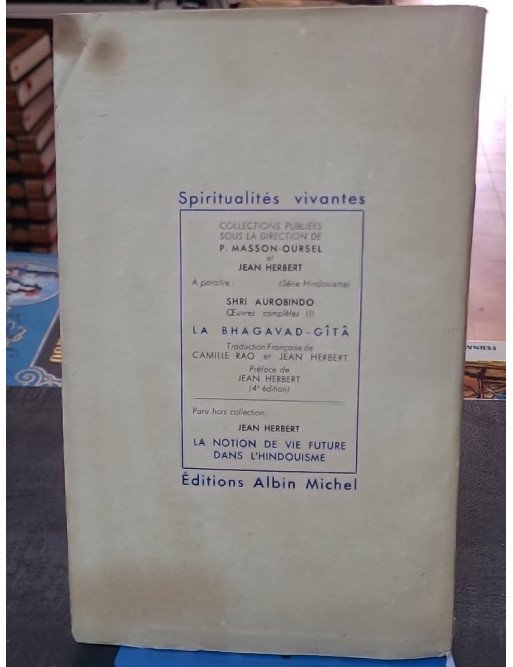 Spiritualités vivantes
COLLECTIONS PUBLIÉES
SOUS LA DIRECTION DE
P. MASSON-OURSEL
et
JEAN HERBERT
A paraître : (Série Hindouisme)
SHRI AUROBINDO
Œuvres complètes (I)
LA BHAGAVAD-GÎTÂ
Traduction Française de
CAMILLE RAO et JEAN HERBERT
Préface de
JEAN HERBERT
(4e édition)
Paru hors collection :
JEAN HERBERT
LA NOTION DE VIE FUTURE
DANS L'HINDOUISME
Éditions Albin Michel
FERNA